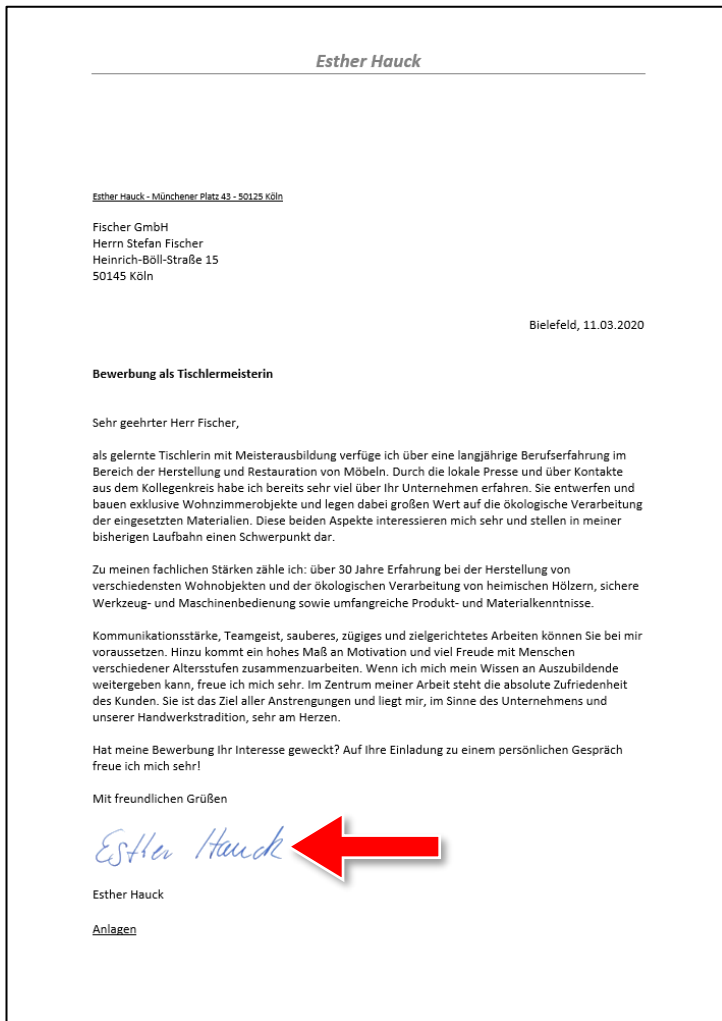 Esther Hauck
Esther Hauck - Münchener Platz 43 - 50125 Köln
Fischer GmbH
Herrn Stefan Fischer
Heinrich-Böll-Straße 15
50145 Köln
Bielefeld, 11.03.2020
Bewerbung als Tischlermeisterin
Sehr geehrter Herr Fischer,
als gelernte Tischlerin mit Meisterausbildung verfüge ich über eine langjährige Berufserfahrung im
Bereich der Herstellung und Restauration von Möbeln. Durch die lokale Presse und über Kontakte
aus dem Kollegenkreis habe ich bereits sehr viel über Ihr Unternehmen erfahren. Sie entwerfen und
bauen exklusive Wohnzimmerobjekte und legen dabei großen Wert auf die ökologische Verarbeitung
der eingesetzten Materialien. Diese beiden Aspekte interessieren mich sehr und stellen in meiner
bisherigen Laufbahn einen Schwerpunkt dar.
Zu meinen fachlichen Stärken zähle ich: über 30 Jahre Erfahrung bei der Herstellung von
verschiedensten Wohnobjekten und der ökologischen Verarbeitung von heimischen Hölzern, sichere
Werkzeug- und Maschinenbedienung sowie umfangreiche Produkt- und Materialkenntnisse.
Kommunikationsstärke, Teamgeist, sauberes, zügiges und zielgerichtetes Arbeiten können Sie bei mir
voraussetzen. Hinzu kommt ein hohes Maß an Motivation und viel Freude mit Menschen
verschiedener Altersstufen zusammenzuarbeiten. Wenn ich mich mein Wissen an Auszubildende
weitergeben kann, freue ich mich sehr. Im Zentrum meiner Arbeit steht die absolute Zufriedenheit
des Kunden. Sie ist das Ziel aller Anstrengungen und liegt mir, im Sinne des Unternehmens und
unserer Handwerkstradition, sehr am Herzen.
Hat meine Bewerbung Ihr Interesse geweckt? Auf Ihre Einladung zu einem persönlichen Gespräch
freue ich mich sehr!
Mit freundlichen Grüßen
Esther Hauck
Esther Hauck
Anlagen